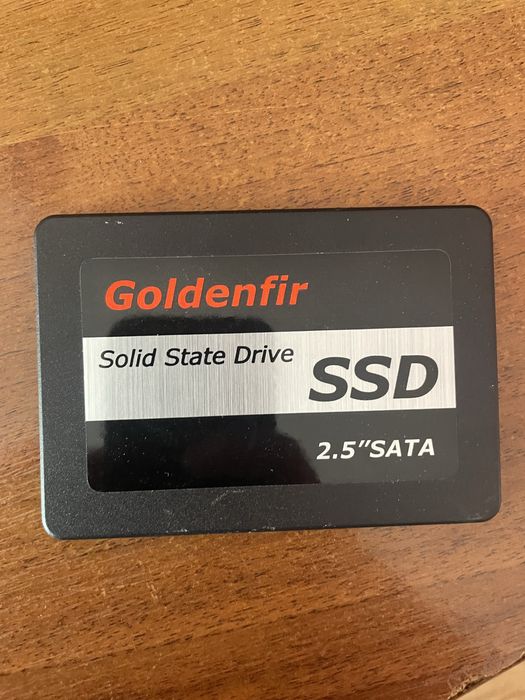 Goldenfir
Solid State Drive
SSD
2.5"SATA